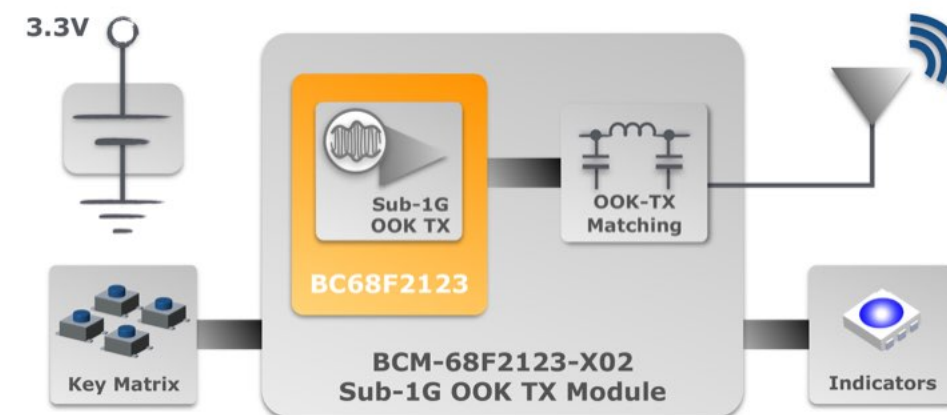 3.3V
Sub-1G
OOK TX
OOK-TX
Matching
BC68F2123
Key Matrix
BCM-68F2123-X02
Sub-1G OOK TX Module
Indicators